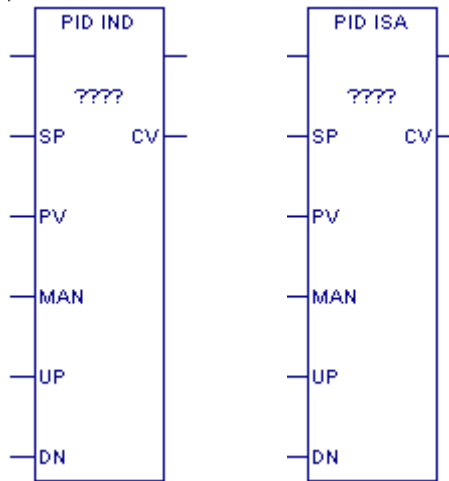 PID IND
????
SP CV
PV
MAN
UP
DN
PID ISA
????
SP CV
PV
MAN
UP
DN